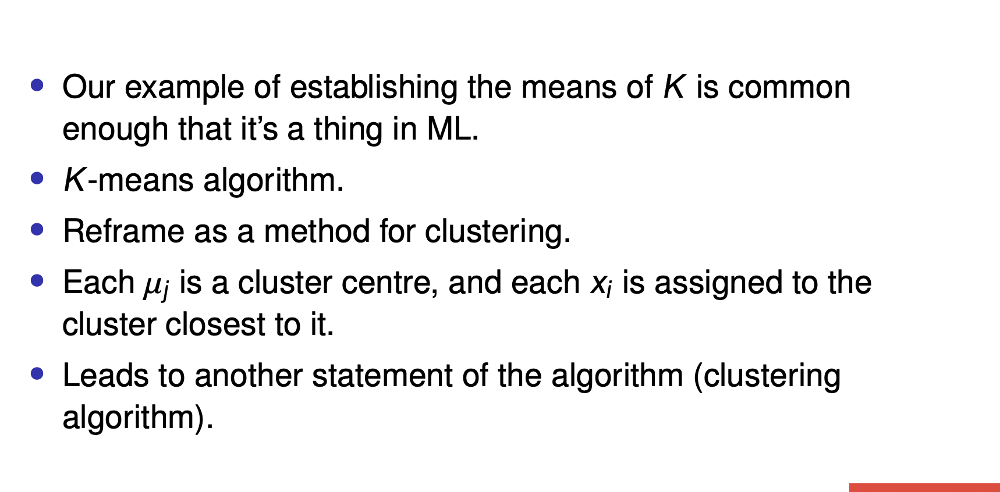 Our example of establishing the means of K is common
enough that it’s a thing in ML.
K-means algorithm.
Reframe as a method for clustering.
Each μj is a cluster centre, and each xi is assigned to the
cluster closest to it.
Leads to another statement of the algorithm (clustering
algorithm).